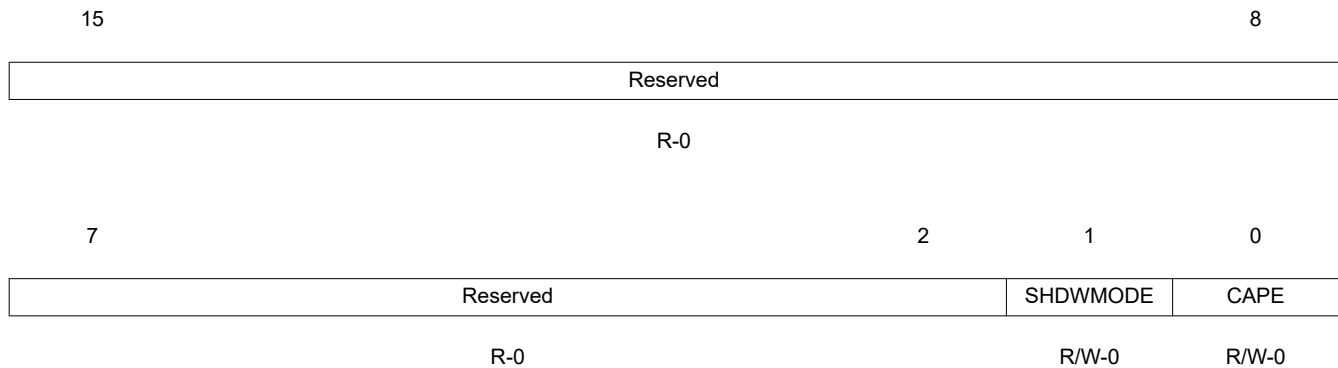 15 8
Reserved
R-0
7 2 1 0
Reserved SHDWMODE CAPE
R-0 R/W-0 R/W-0